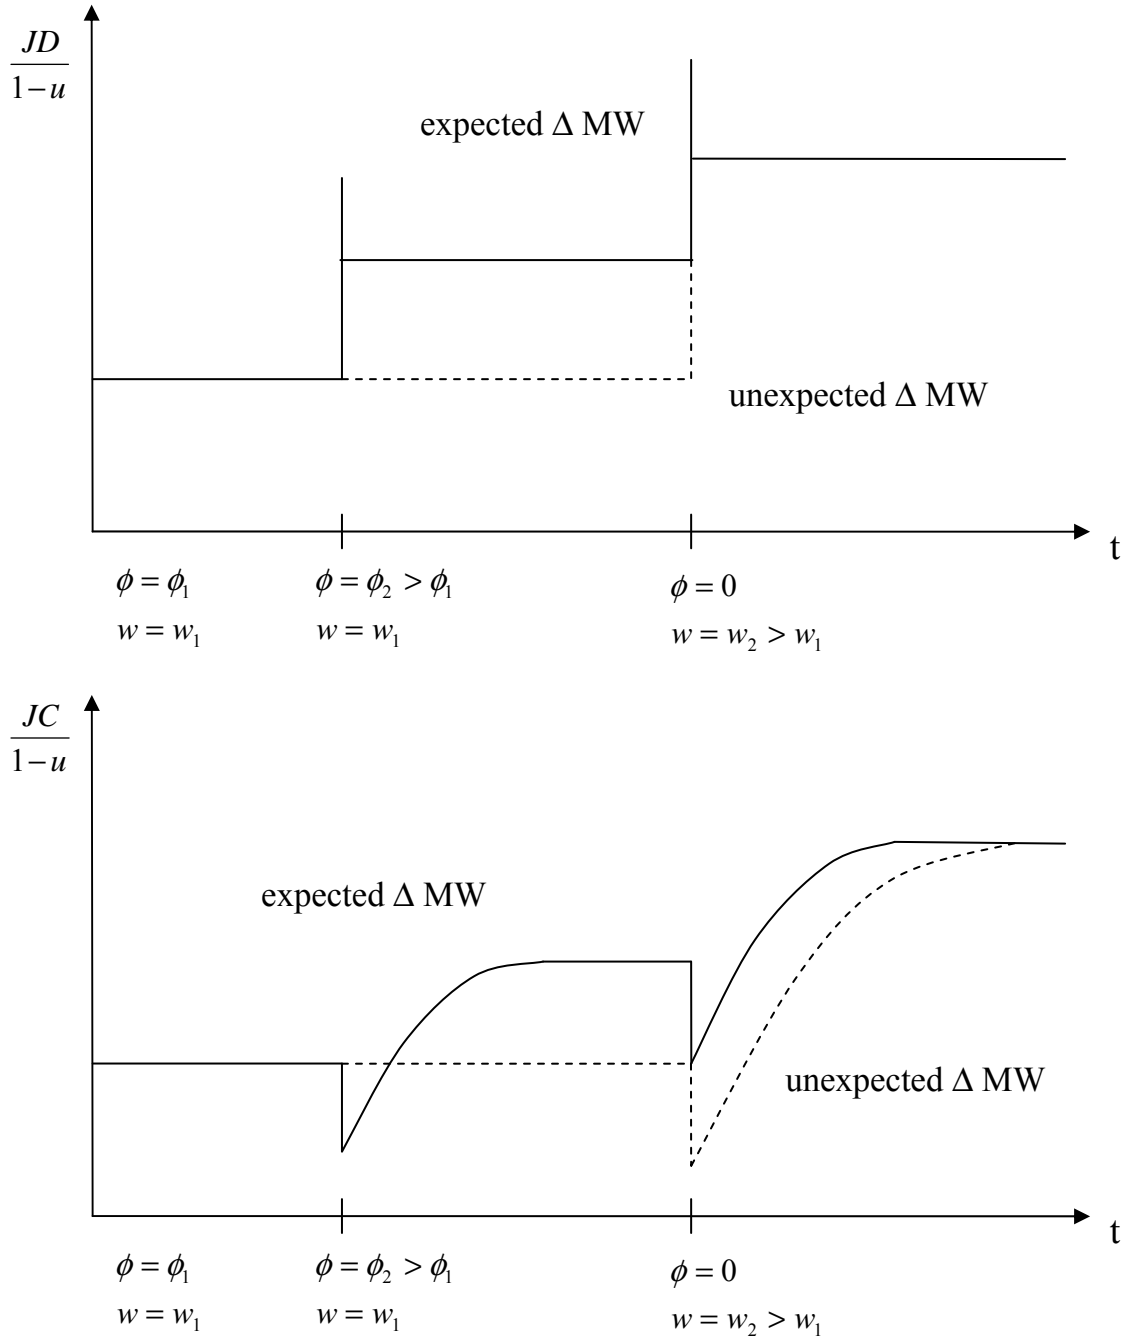 JD
1−u
expected Δ MW
unexpected Δ MW
t
ϕ = ϕ₁ ϕ = ϕ₂ > ϕ₁ ϕ = 0
w = w₁ w = w₁ w = w₂ > w₁
JC
1−u
expected Δ MW
unexpected Δ MW
t
ϕ = ϕ₁ ϕ = ϕ₂ > ϕ₁ ϕ = 0
w = w₁ w = w₁ w = w₂ > w₁